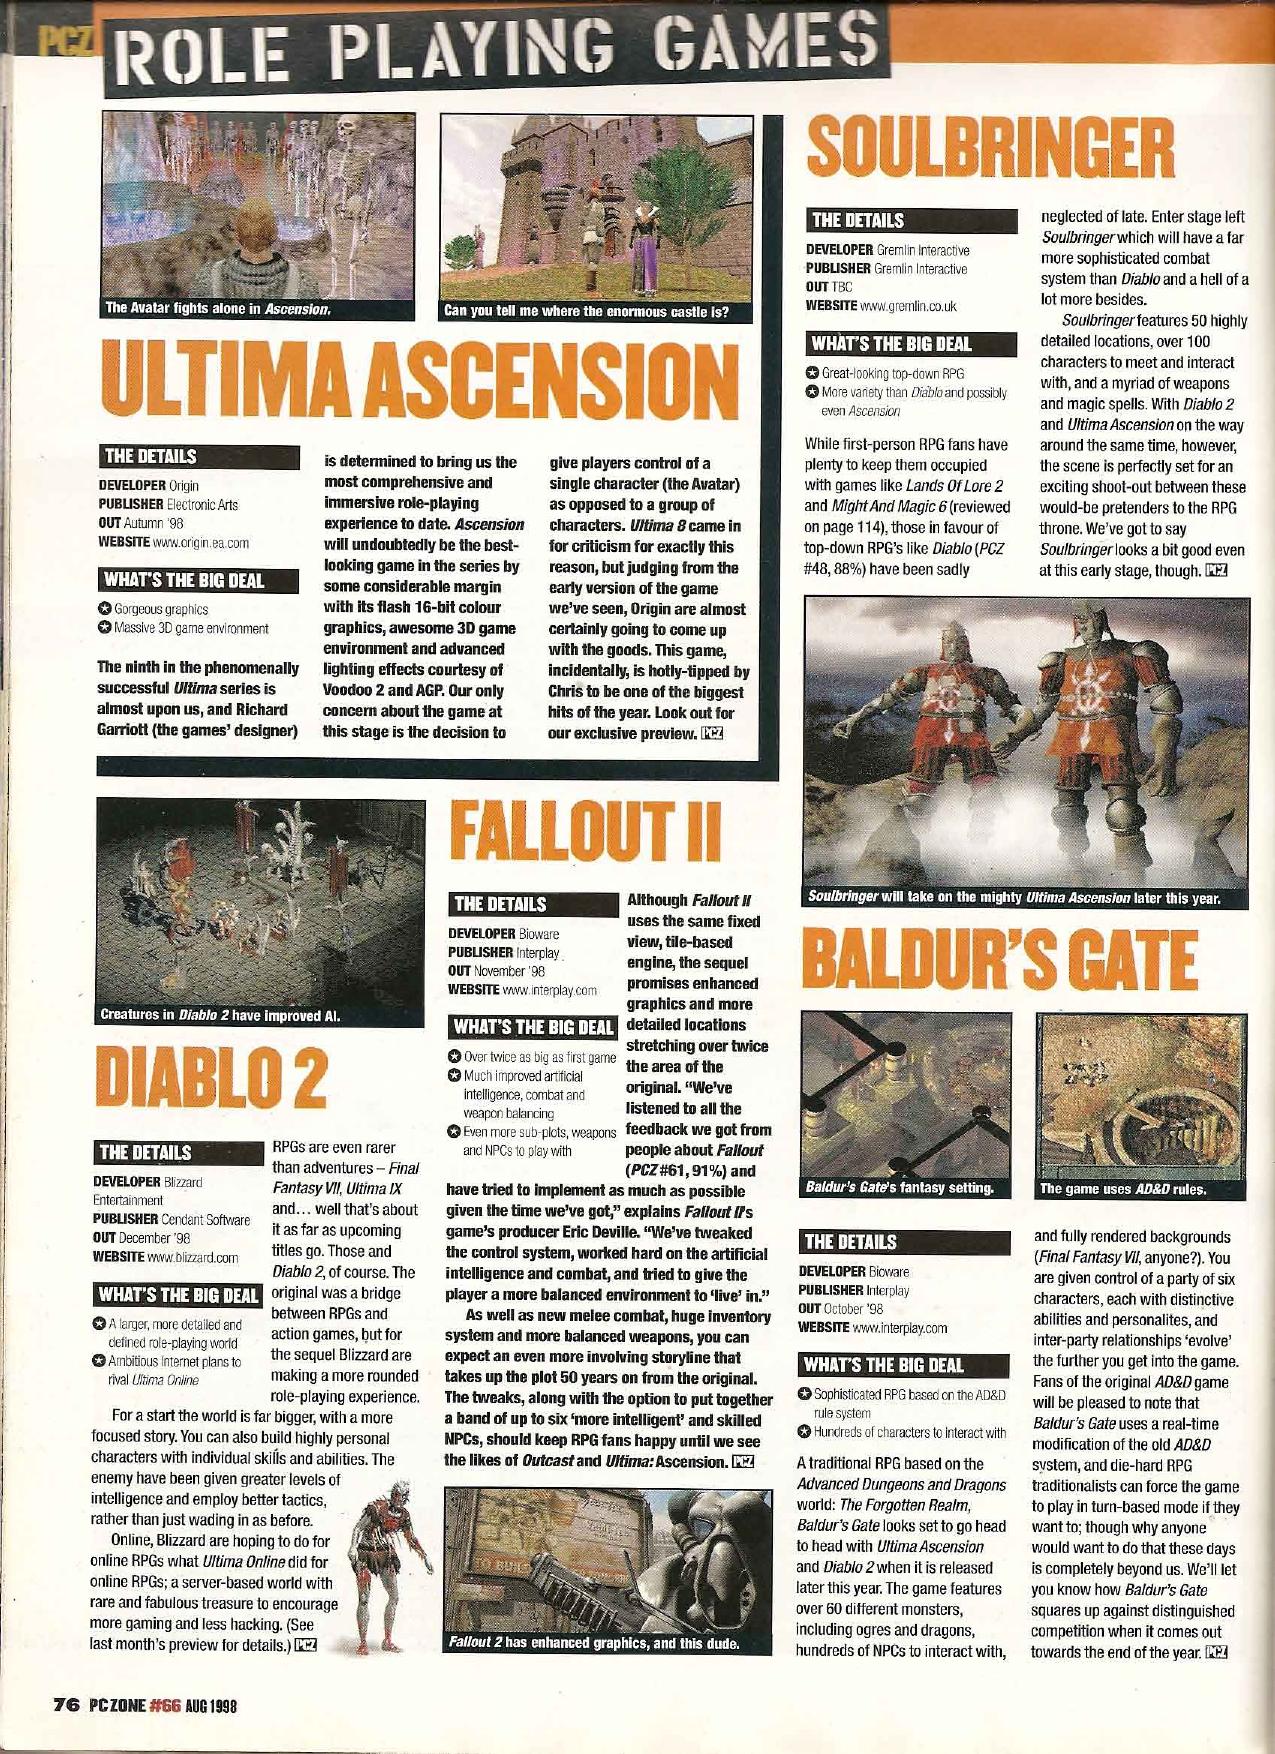 PCZ
ROLE PLAYING GAMES
The Avatar fights alone in Ascension.
Can you tell me where the enormous castle is?
ULTIMA ASCENSION
THE DETAILS
DEVELOPER Origin
PUBLISHER Electronic Arts
OUT Autumn '98
WEBSITE www.origin.ea.com
WHAT'S THE BIG DEAL
Gorgeous graphics
Massive 3D game environment
The ninth in the phenomenally
successful Ultima series is
almost upon us, and Richard
Garriott (the games' designer)
is determined to bring us the
most comprehensive and
immersive role-playing
experience to date. Ascension
will undoubtedly be the best-
looking game in the series by
some considerable margin
with its flash 16-bit colour
graphics, awesome 3D game
environment and advanced
lighting effects courtesy of
Voodoo 2 and AGP. Our only
concern about the game at
this stage is the decision to
give players control of a
single character (the Avatar)
as opposed to a group of
characters. Ultima 8 came in
for criticism for exactly this
reason, but judging from the
early version of the game
we've seen, Origin are almost
certainly going to come up
with the goods. This game,
incidentally, is hotly-tipped by
Chris to be one of the biggest
hits of the year. Look out for
our exclusive preview. PCZ
SOULBRINGER
THE DETAILS
DEVELOPER Gremlin Interactive
PUBLISHER Gremlin Interactive
OUT TBC
WEBSITE www.gremlin.co.uk
WHAT'S THE BIG DEAL
Great-looking top-down RPG
More variety than Diablo and possibly
even Ascension
While first-person RPG fans have
plenty to keep them occupied
with games like Lands Of Lore 2
and Might And Magic 6 (reviewed
on page 114), those in favour of
top-down RPG's like Diablo (PCZ
#48, 88%) have been sadly
neglected of late. Enter stage left
Soulbringer which will have a far
more sophisticated combat
system than Diablo and a hell of a
lot more besides.
Soulbringer features 50 highly
detailed locations, over 100
characters to meet and interact
with, and a myriad of weapons
and magic spells. With Diablo 2
and Ultima Ascension on the way
around the same time, however,
the scene is perfectly set for an
exciting shoot-out between these
would-be pretenders to the RPG
throne. We've got to say
Soulbringer looks a bit good even
at this early stage, though. PCZ
Soulbringer will take on the mighty Ultima Ascension later this year.
Creatures in Diablo 2 have improved AI.
DIABLO 2
THE DETAILS
DEVELOPER Blizzard
Entertainment
PUBLISHER Cendant Software
OUT December '98
WEBSITE www.blizzard.com
WHAT'S THE BIG DEAL
A larger, more detailed and
defined role-playing world
Ambitious Internet plans to
rival Ultima Online
RPGs are even rarer
than adventures – Final
Fantasy VII, Ultima IX
and... well that's about
it as far as upcoming
titles go. Those and
Diablo 2, of course. The
original was a bridge
between RPGs and
action games, but for
the sequel Blizzard are
making a more rounded
role-playing experience.
For a start the world is far bigger, with a more
focused story. You can also build highly personal
characters with individual skills and abilities. The
enemy have been given greater levels of
intelligence and employ better tactics,
rather than just wading in as before.
Online, Blizzard are hoping to do for
online RPGs what Ultima Online did for
online RPGs; a server-based world with
rare and fabulous treasure to encourage
more gaming and less hacking. (See
last month's preview for details.) PCZ
FALLOUT II
THE DETAILS
DEVELOPER Bioware
PUBLISHER Interplay
OUT November '98
WEBSITE www.interplay.com
WHAT'S THE BIG DEAL
Over twice as big as first game
Much improved artificial
intelligence, combat and
weapon balancing
Even more sub-plots, weapons
and NPCs to play with
Although Fallout II
uses the same fixed
view, tile-based
engine, the sequel
promises enhanced
graphics and more
detailed locations
stretching over twice
the area of the
original. "We've
listened to all the
feedback we got from
people about Fallout
(PCZ #61, 91%) and
have tried to implement as much as possible
given the time we've got," explains Fallout II's
game's producer Eric Deville. "We've tweaked
the control system, worked hard on the artificial
intelligence and combat, and tried to give the
player a more balanced environment to 'live' in."
As well as new melee combat, huge inventory
system and more balanced weapons, you can
expect an even more involving storyline that
takes up the plot 50 years on from the original.
The tweaks, along with the option to put together
a band of up to six 'more intelligent' and skilled
NPCs, should keep RPG fans happy until we see
the likes of Outcast and Ultima: Ascension. PCZ
TO BUILD
Fallout 2 has enhanced graphics, and this dude.
BALDUR'S GATE
Baldur's Gate's fantasy setting.
The game uses AD&D rules.
THE DETAILS
DEVELOPER Bioware
PUBLISHER Interplay
OUT October '98
WEBSITE www.interplay.com
WHAT'S THE BIG DEAL
Sophisticated RPG based on the AD&D
rule system
Hundreds of characters to interact with
A traditional RPG based on the
Advanced Dungeons and Dragons
world: The Forgotten Realm,
Baldur's Gate looks set to go head
to head with Ultima Ascension
and Diablo 2 when it is released
later this year. The game features
over 60 different monsters,
including ogres and dragons,
hundreds of NPCs to interact with,
and fully rendered backgrounds
(Final Fantasy VII, anyone?). You
are given control of a party of six
characters, each with distinctive
abilities and personalites, and
inter-party relationships 'evolve'
the further you get into the game.
Fans of the original AD&D game
will be pleased to note that
Baldur's Gate uses a real-time
modification of the old AD&D
system, and die-hard RPG
traditionalists can force the game
to play in turn-based mode if they
want to; though why anyone
would want to do that these days
is completely beyond us. We'll let
you know how Baldur's Gate
squares up against distinguished
competition when it comes out
towards the end of the year. PCZ
76 PC ZONE #66 AUG 1998